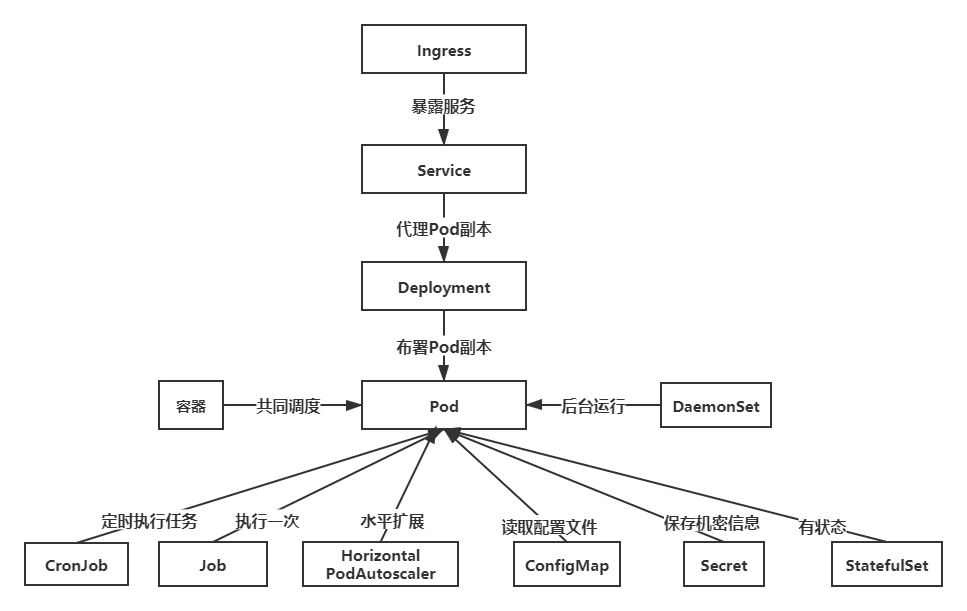 Ingress
暴露服务
Service
代理Pod副本
Deployment
布署Pod副本
容器
共同调度
Pod
后台运行
DaemonSet
定时执行任务
执行一次
水平扩展
读取配置文件
保存机密信息
有状态
CronJob
Job
Horizontal
PodAutoscaler
ConfigMap
Secret
StatefulSet